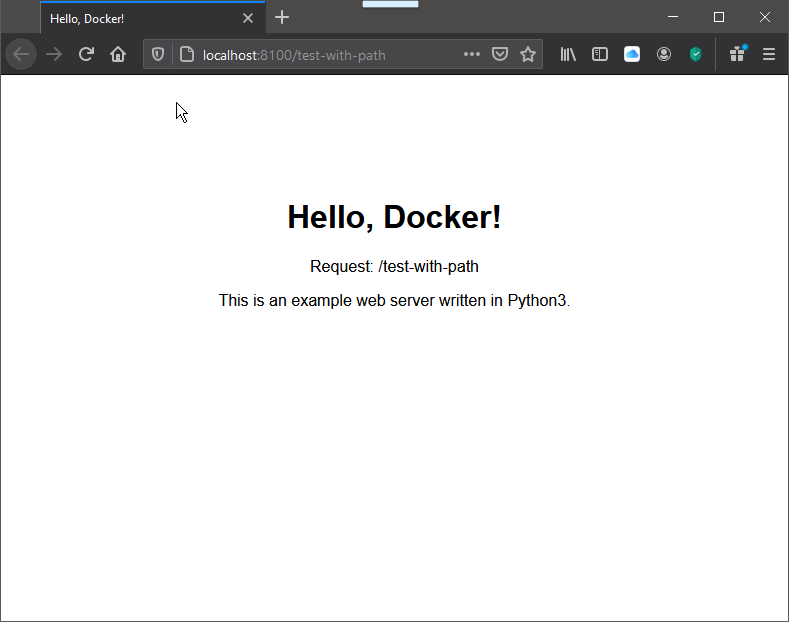 Hello, Docker!
localhost:8100/test-with-path
Hello, Docker!
Request: /test-with-path
This is an example web server written in Python3.